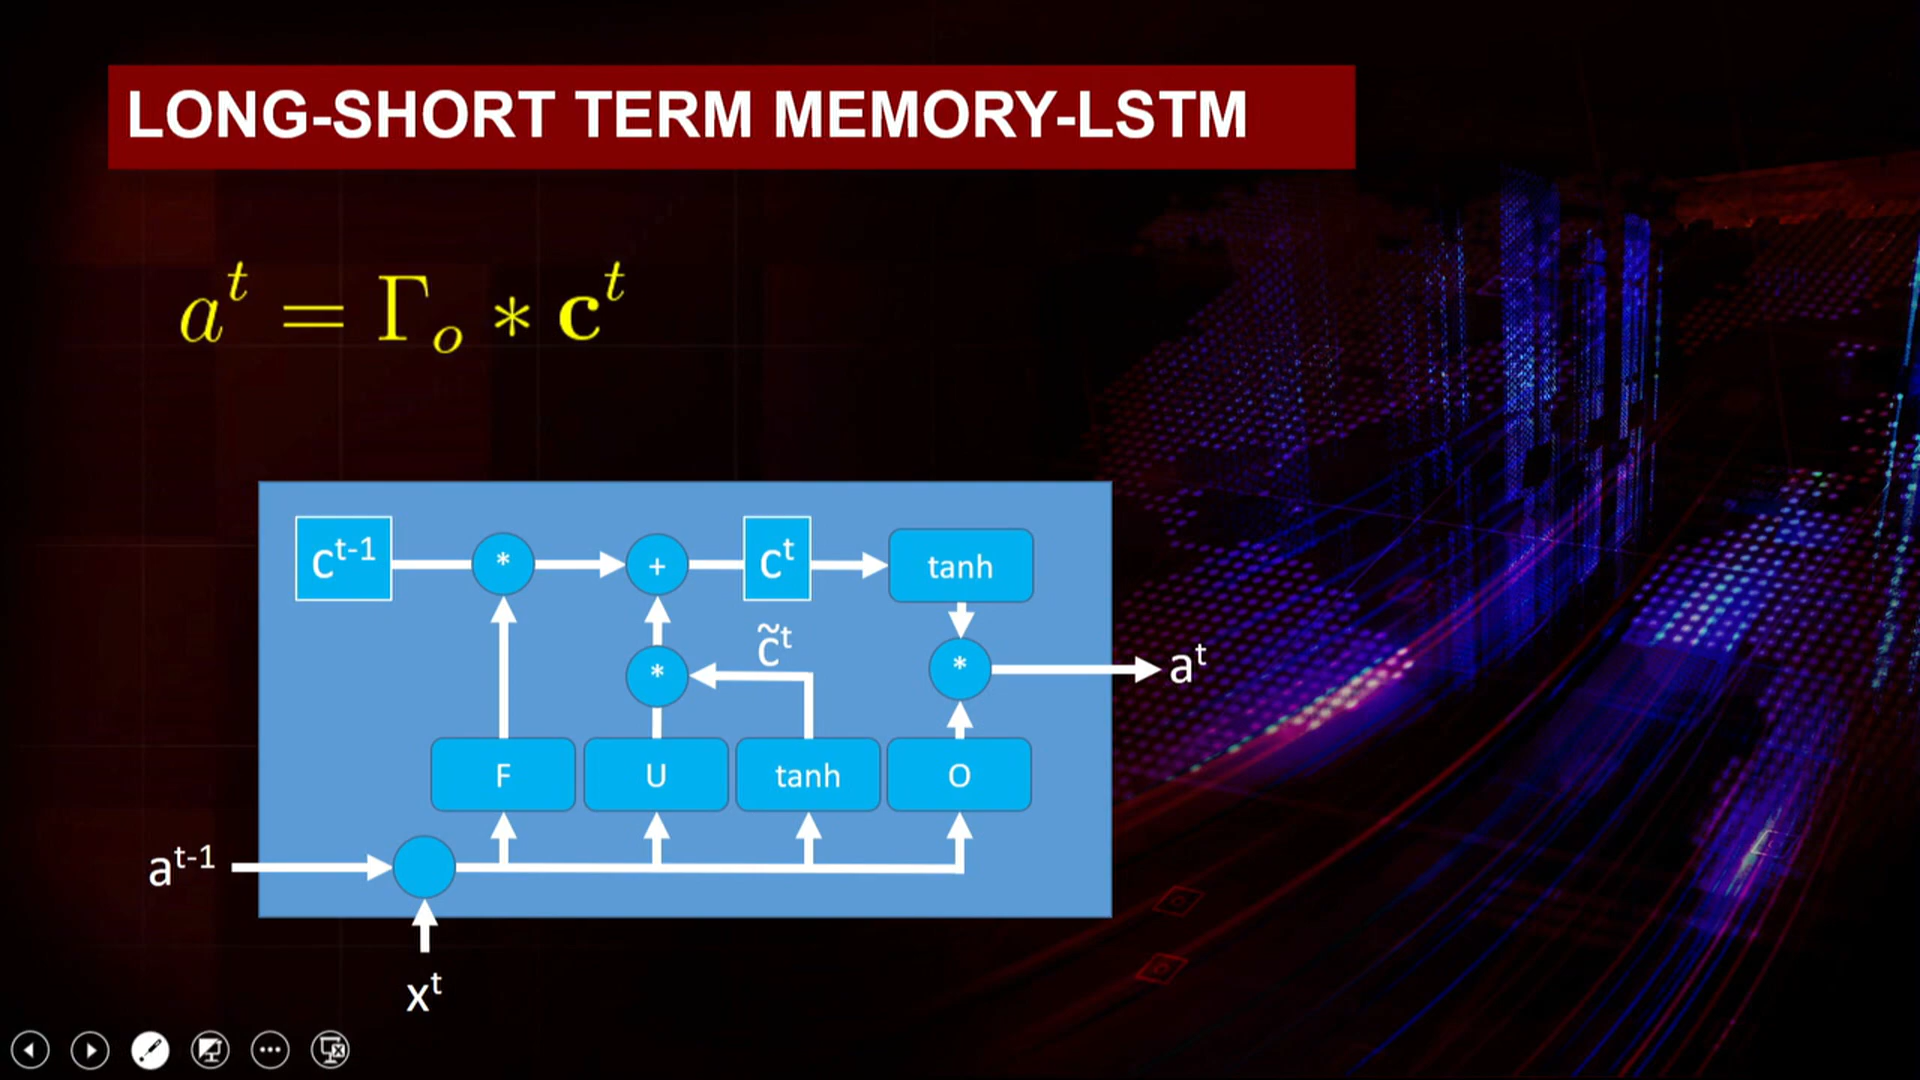 LONG-SHORT TERM MEMORY-LSTM
a^t = Γ_o * c^t
c^t-1 * + c^t tanh
c̃^t
* * a^t
F U tanh O
a^t-1
x^t